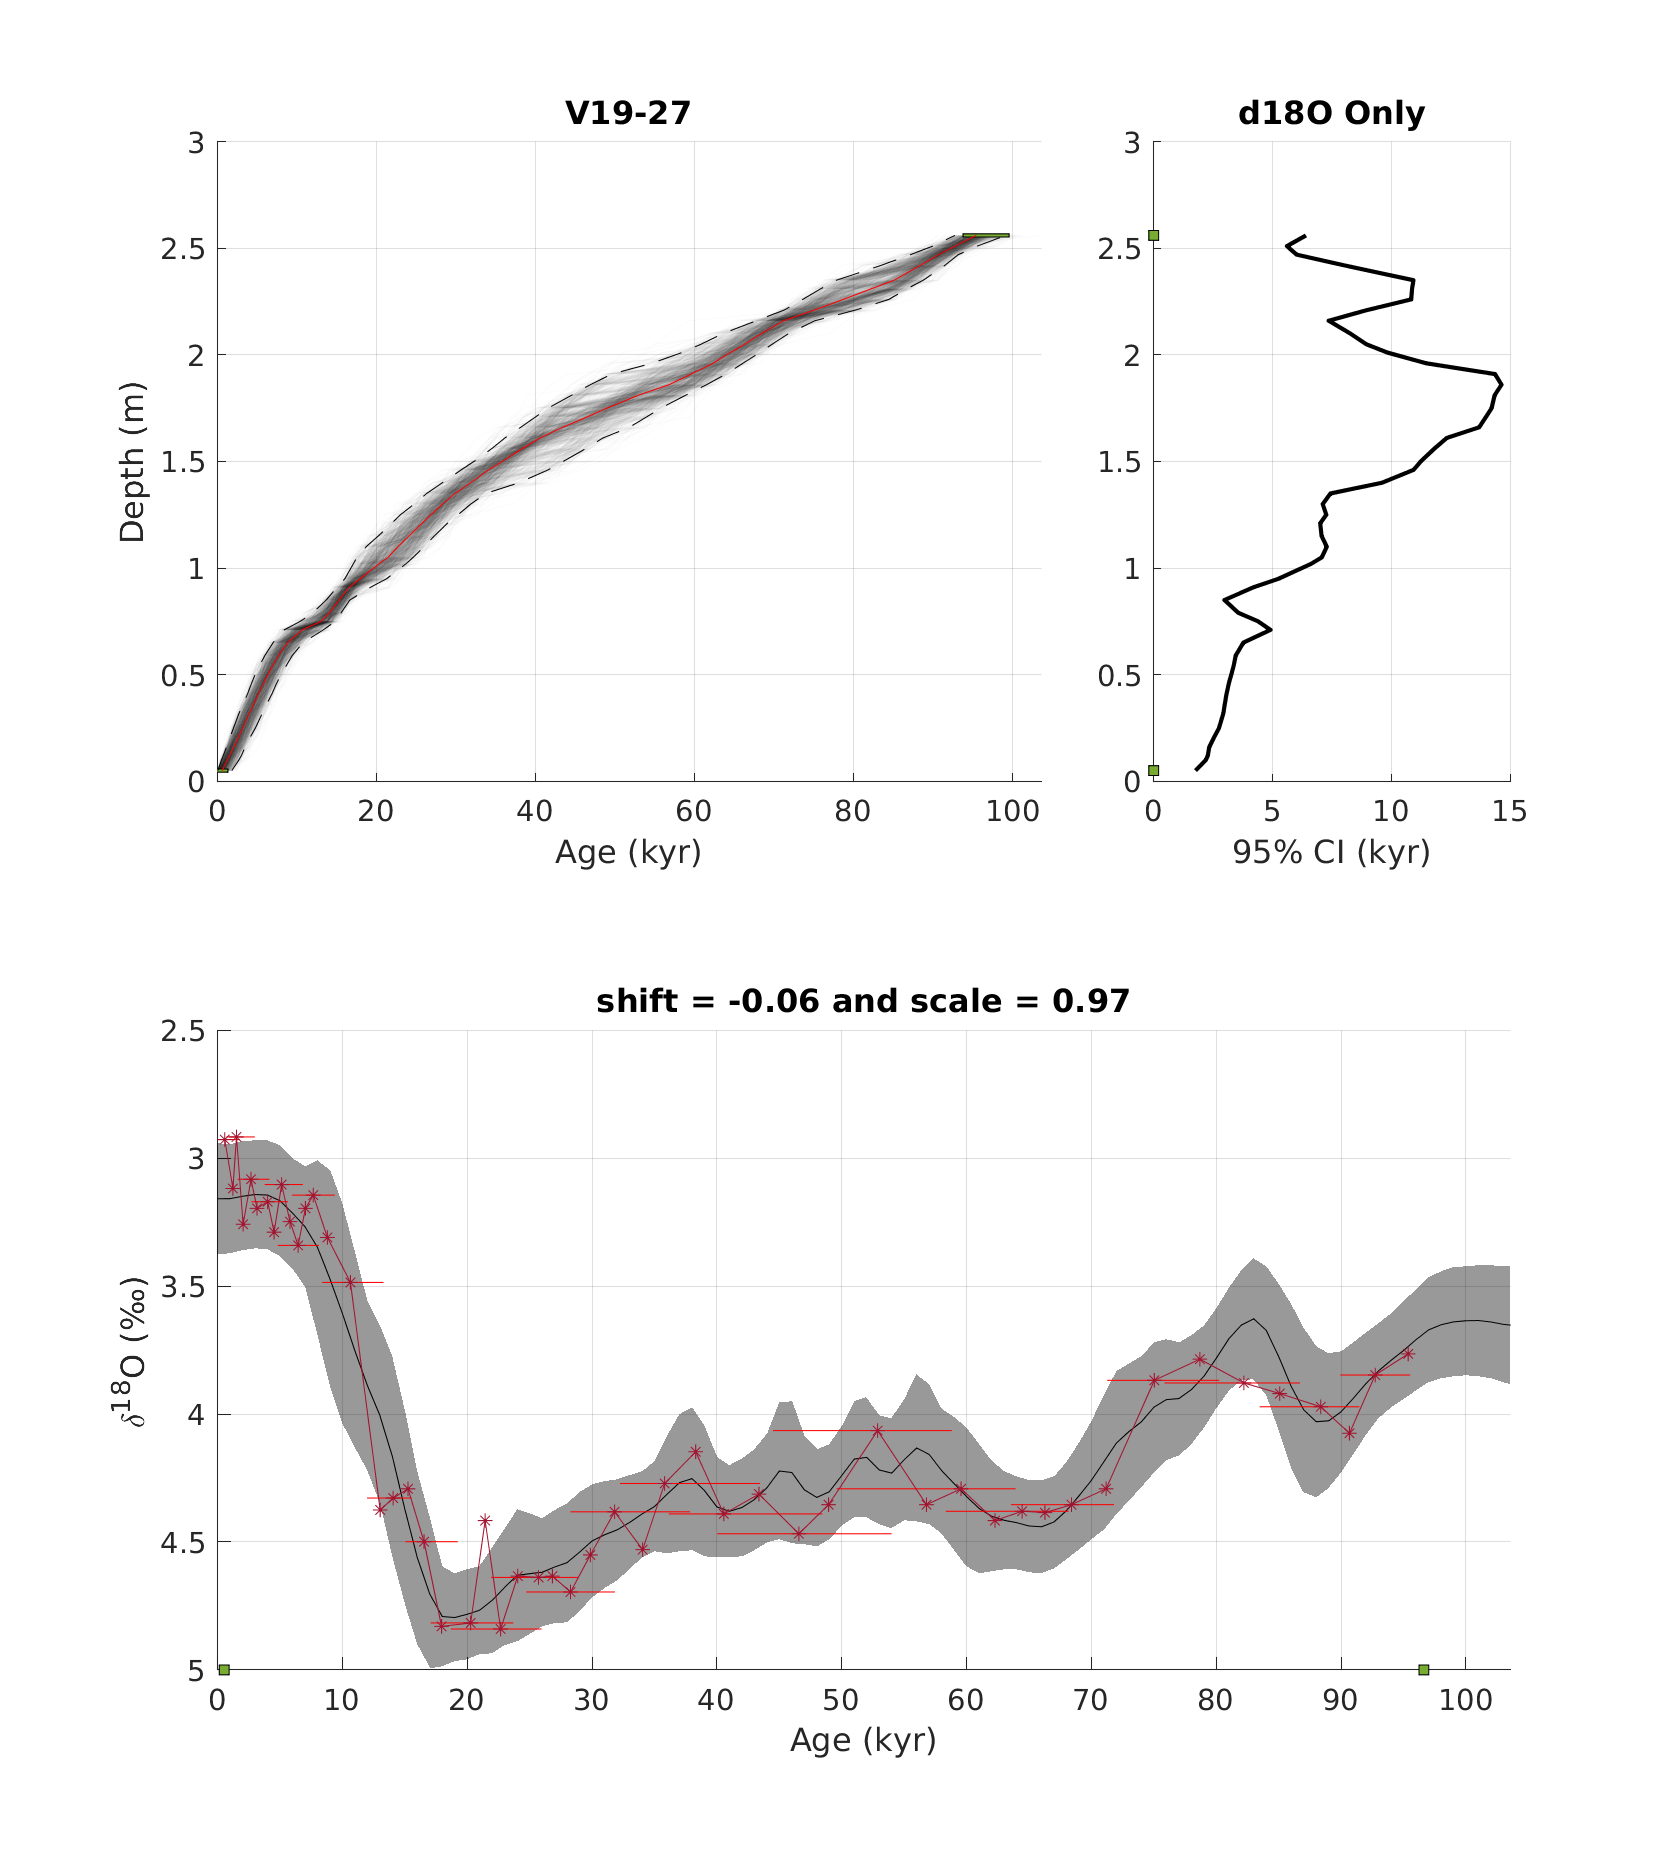 V19-27
3
2.5
2
1.5
1
0.5
0
0 20 40 60 80 100
Depth (m)
Age (kyr)
d18O Only
3
2.5
2
1.5
1
0.5
0
0 5 10 15
95% CI (kyr)
shift = -0.06 and scale = 0.97
2.5
3
3.5
4
4.5
5
0 10 20 30 40 50 60 70 80 90 100
δ18O (‰)
Age (kyr)